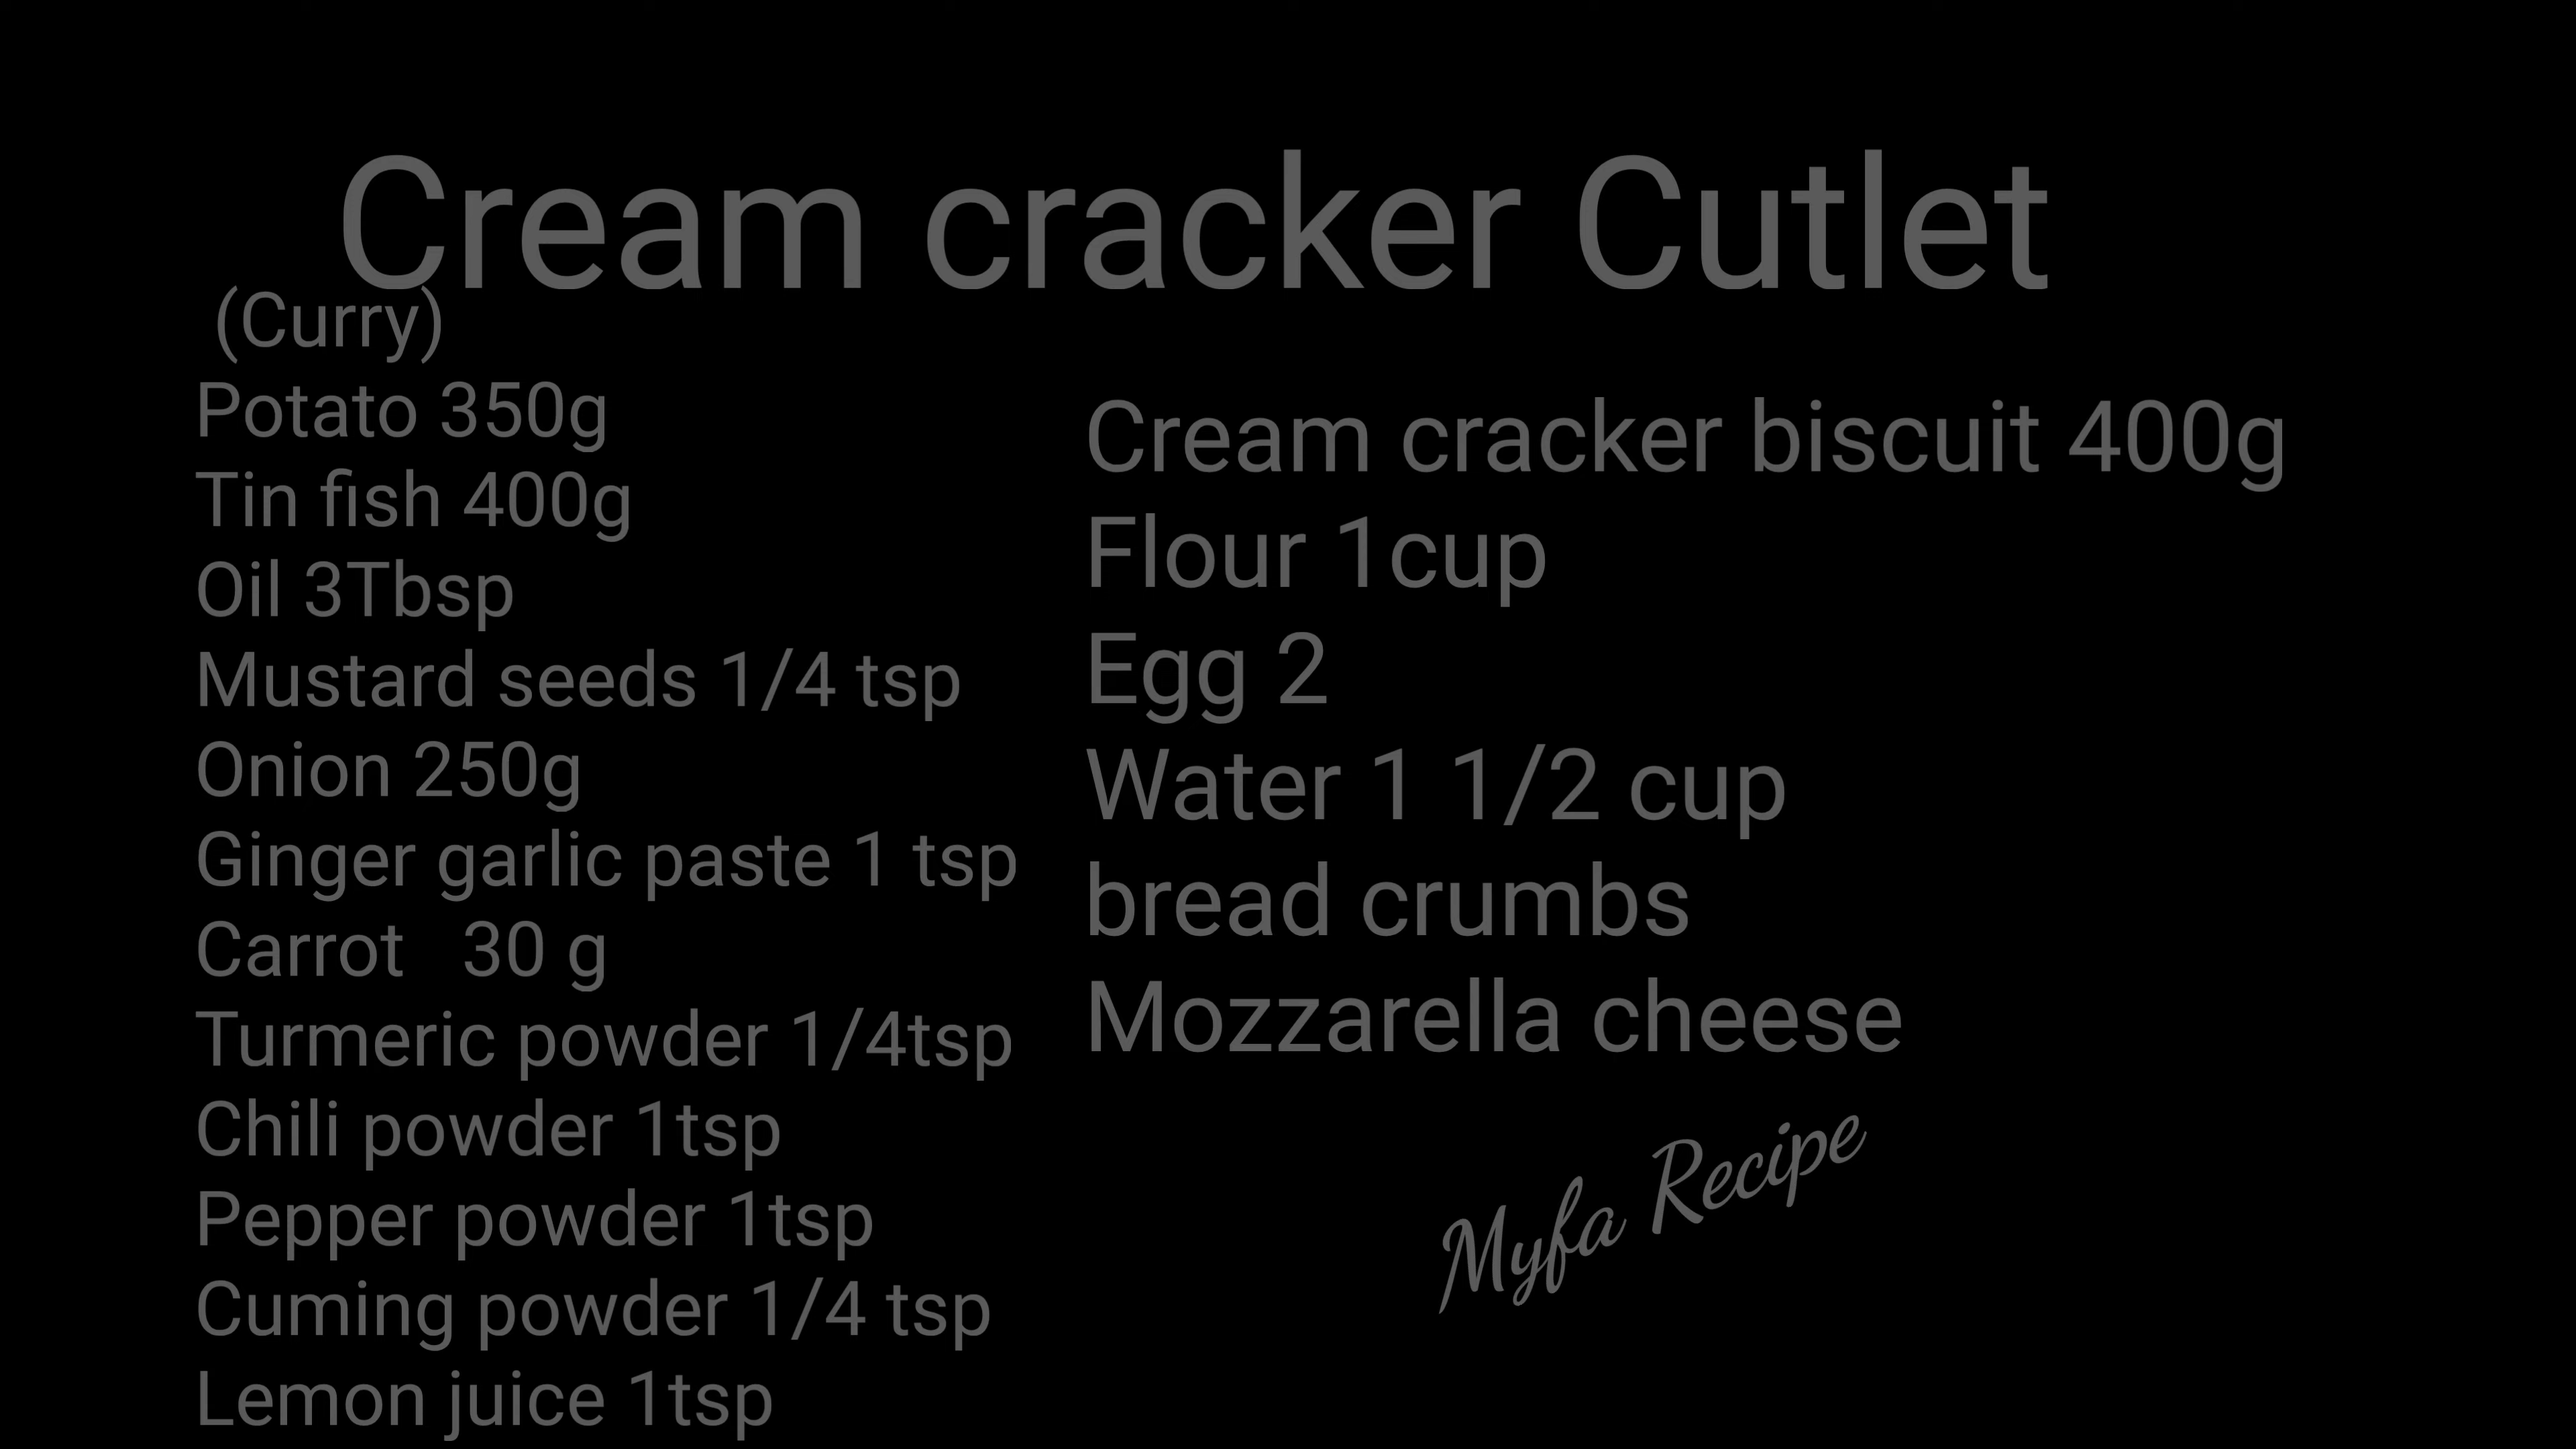 Cream cracker Cutlet
(Curry)
Potato 350g
Tin fish 400g
Oil 3Tbsp
Mustard seeds 1/4 tsp
Onion 250g
Ginger garlic paste 1 tsp
Carrot   30 g
Turmeric powder 1/4tsp
Chili powder 1tsp
Pepper powder 1tsp
Cuming powder 1/4 tsp
Lemon juice 1tsp
Cream cracker biscuit 400g
Flour 1cup
Egg 2
Water 1 1/2 cup
bread crumbs
Mozzarella cheese
Myfa Recipe